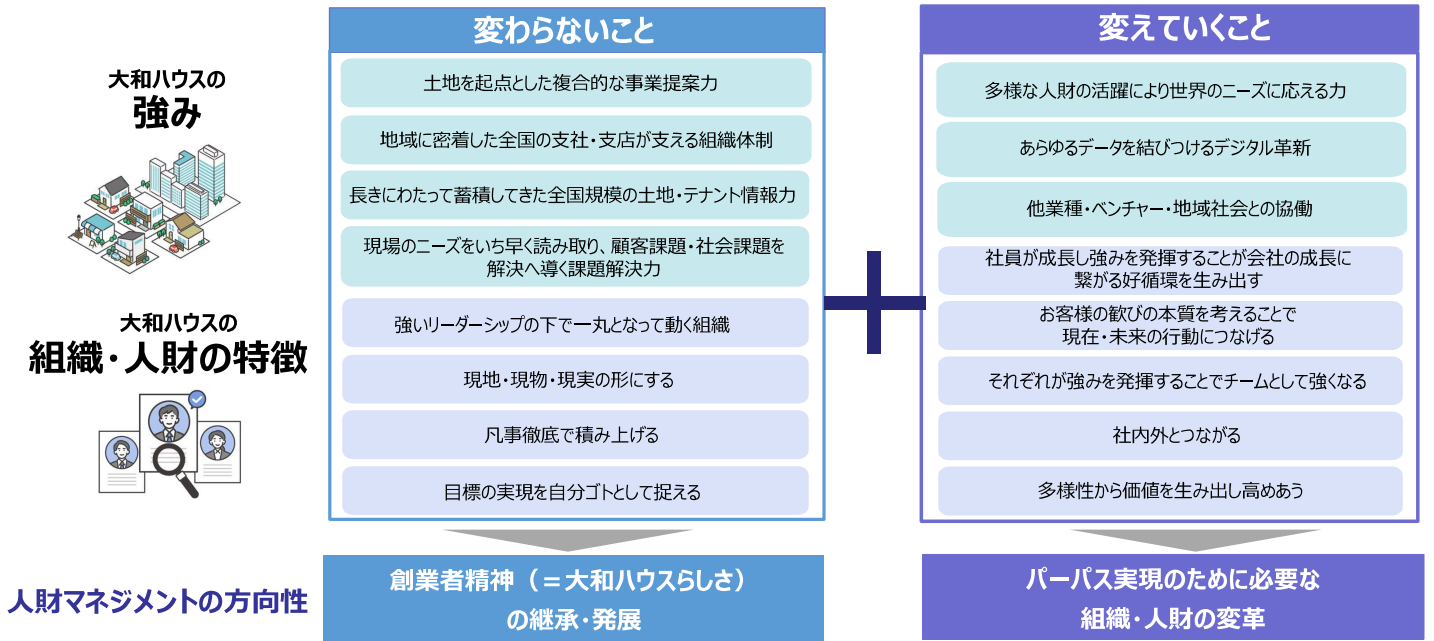 変わらないこと
変えていくこと
大和ハウスの
強み
土地を起点とした複合的な事業提案力
地域に密着した全国の支社・支店が支える組織体制
長きにわたって蓄積してきた全国規模の土地・テナント情報力
現場のニーズをいち早く読み取り、顧客課題・社会課題を
解決へ導く課題解決力
多様な人財の活躍により世界のニーズに応える力
あらゆるデータを結びつけるデジタル革新
他業種・ベンチャー・地域社会との協働
大和ハウスの
組織・人財の特徴
強いリーダーシップの下で一丸となって動く組織
現地・現物・現実の形にする
凡事徹底で積み上げる
目標の実現を自分ゴトとして捉える
社員が成長し強みを発揮することが会社の成長に
繋がる好循環を生み出す
お客様の歓びの本質を考えることで
現在・未来の行動につなげる
それぞれが強みを発揮することでチームとして強くなる
社内外とつながる
多様性から価値を生み出し高めあう
人財マネジメントの方向性
創業者精神（＝大和ハウスらしさ）
の継承・発展
パーパス実現のために必要な
組織・人財の変革